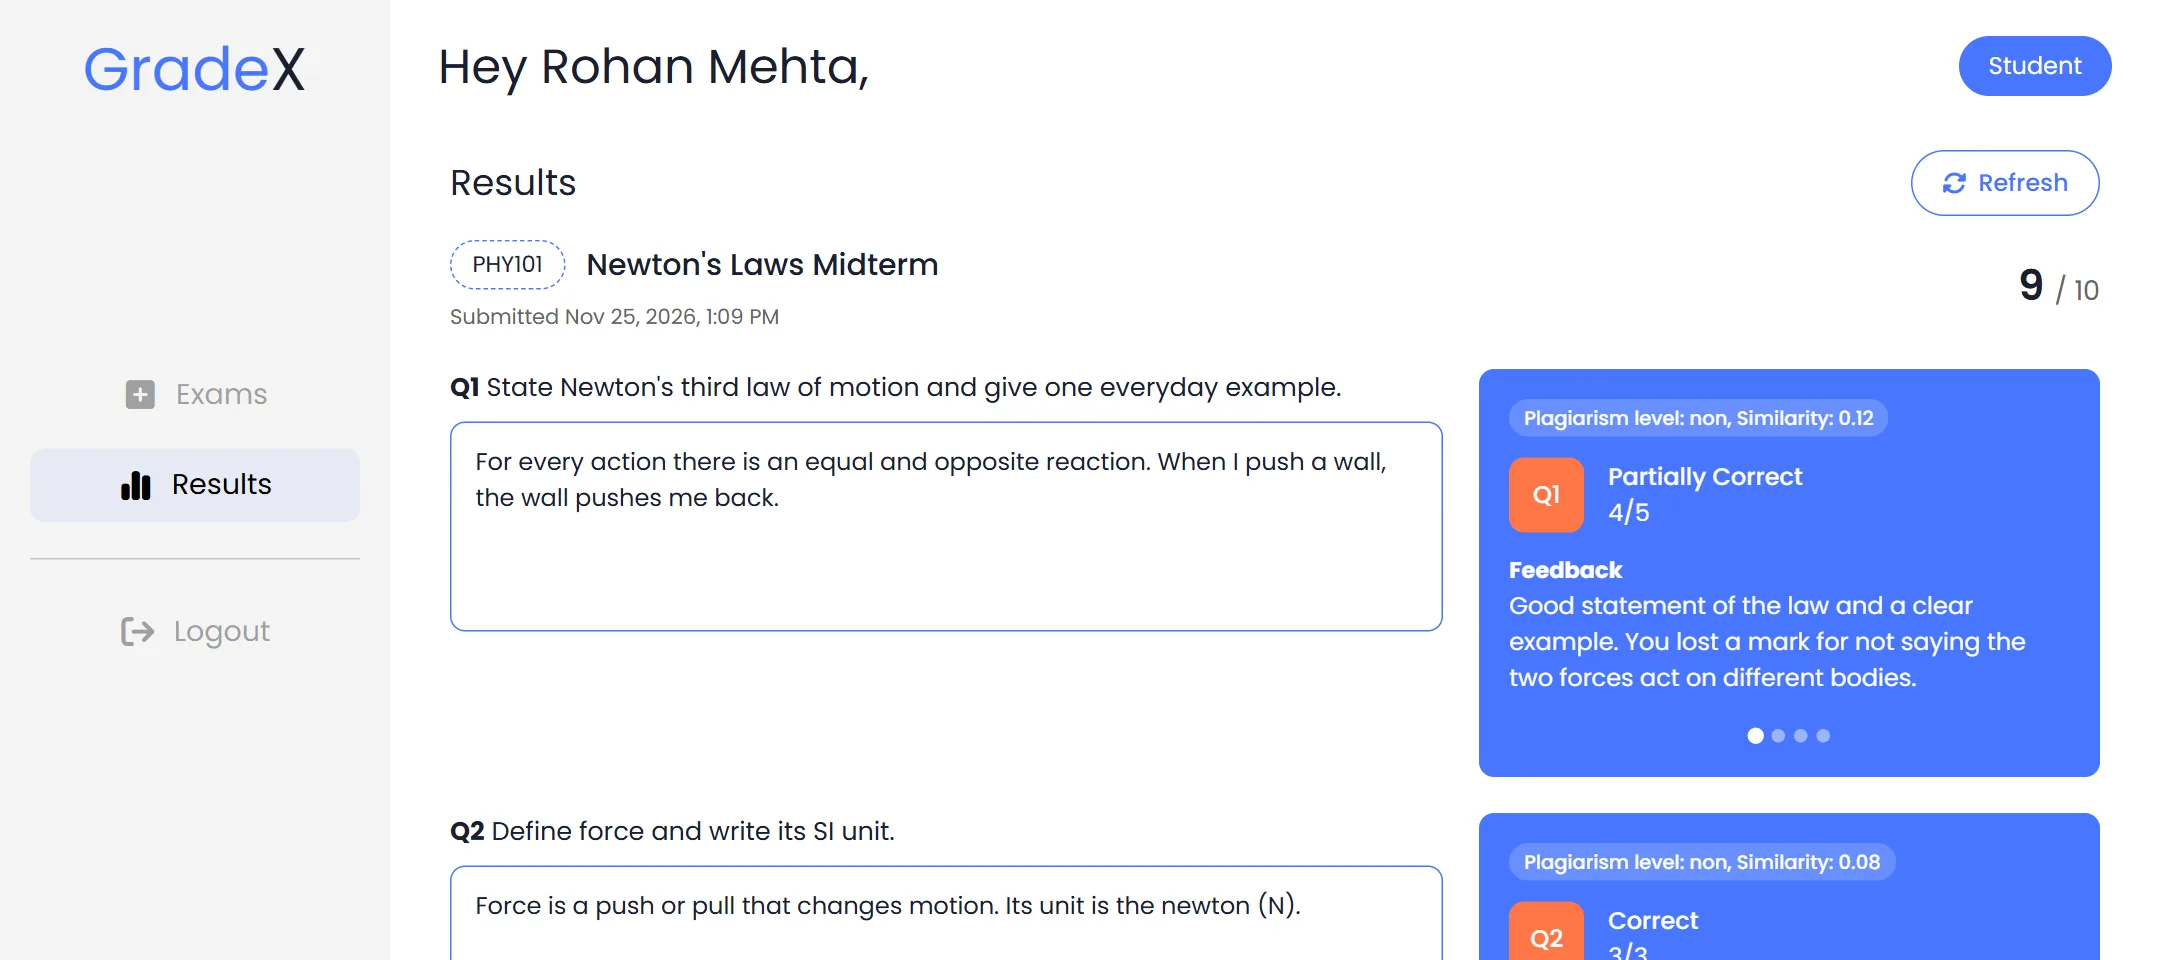 GradeX
Hey Rohan Mehta,
Student
Exams
Results
Logout
Results
Refresh
PHY101
Newton's Laws Midterm
Submitted Nov 25, 2026, 1:09 PM
9 / 10
Q1 State Newton's third law of motion and give one everyday example.
For every action there is an equal and opposite reaction. When I push a wall,
the wall pushes me back.
Plagiarism level: non, Similarity: 0.12
Q1
Partially Correct
4/5
Feedback
Good statement of the law and a clear
example. You lost a mark for not saying the
two forces act on different bodies.
Q2 Define force and write its SI unit.
Force is a push or pull that changes motion. Its unit is the newton (N).
Plagiarism level: non, Similarity: 0.08
Q2
Correct
3/3